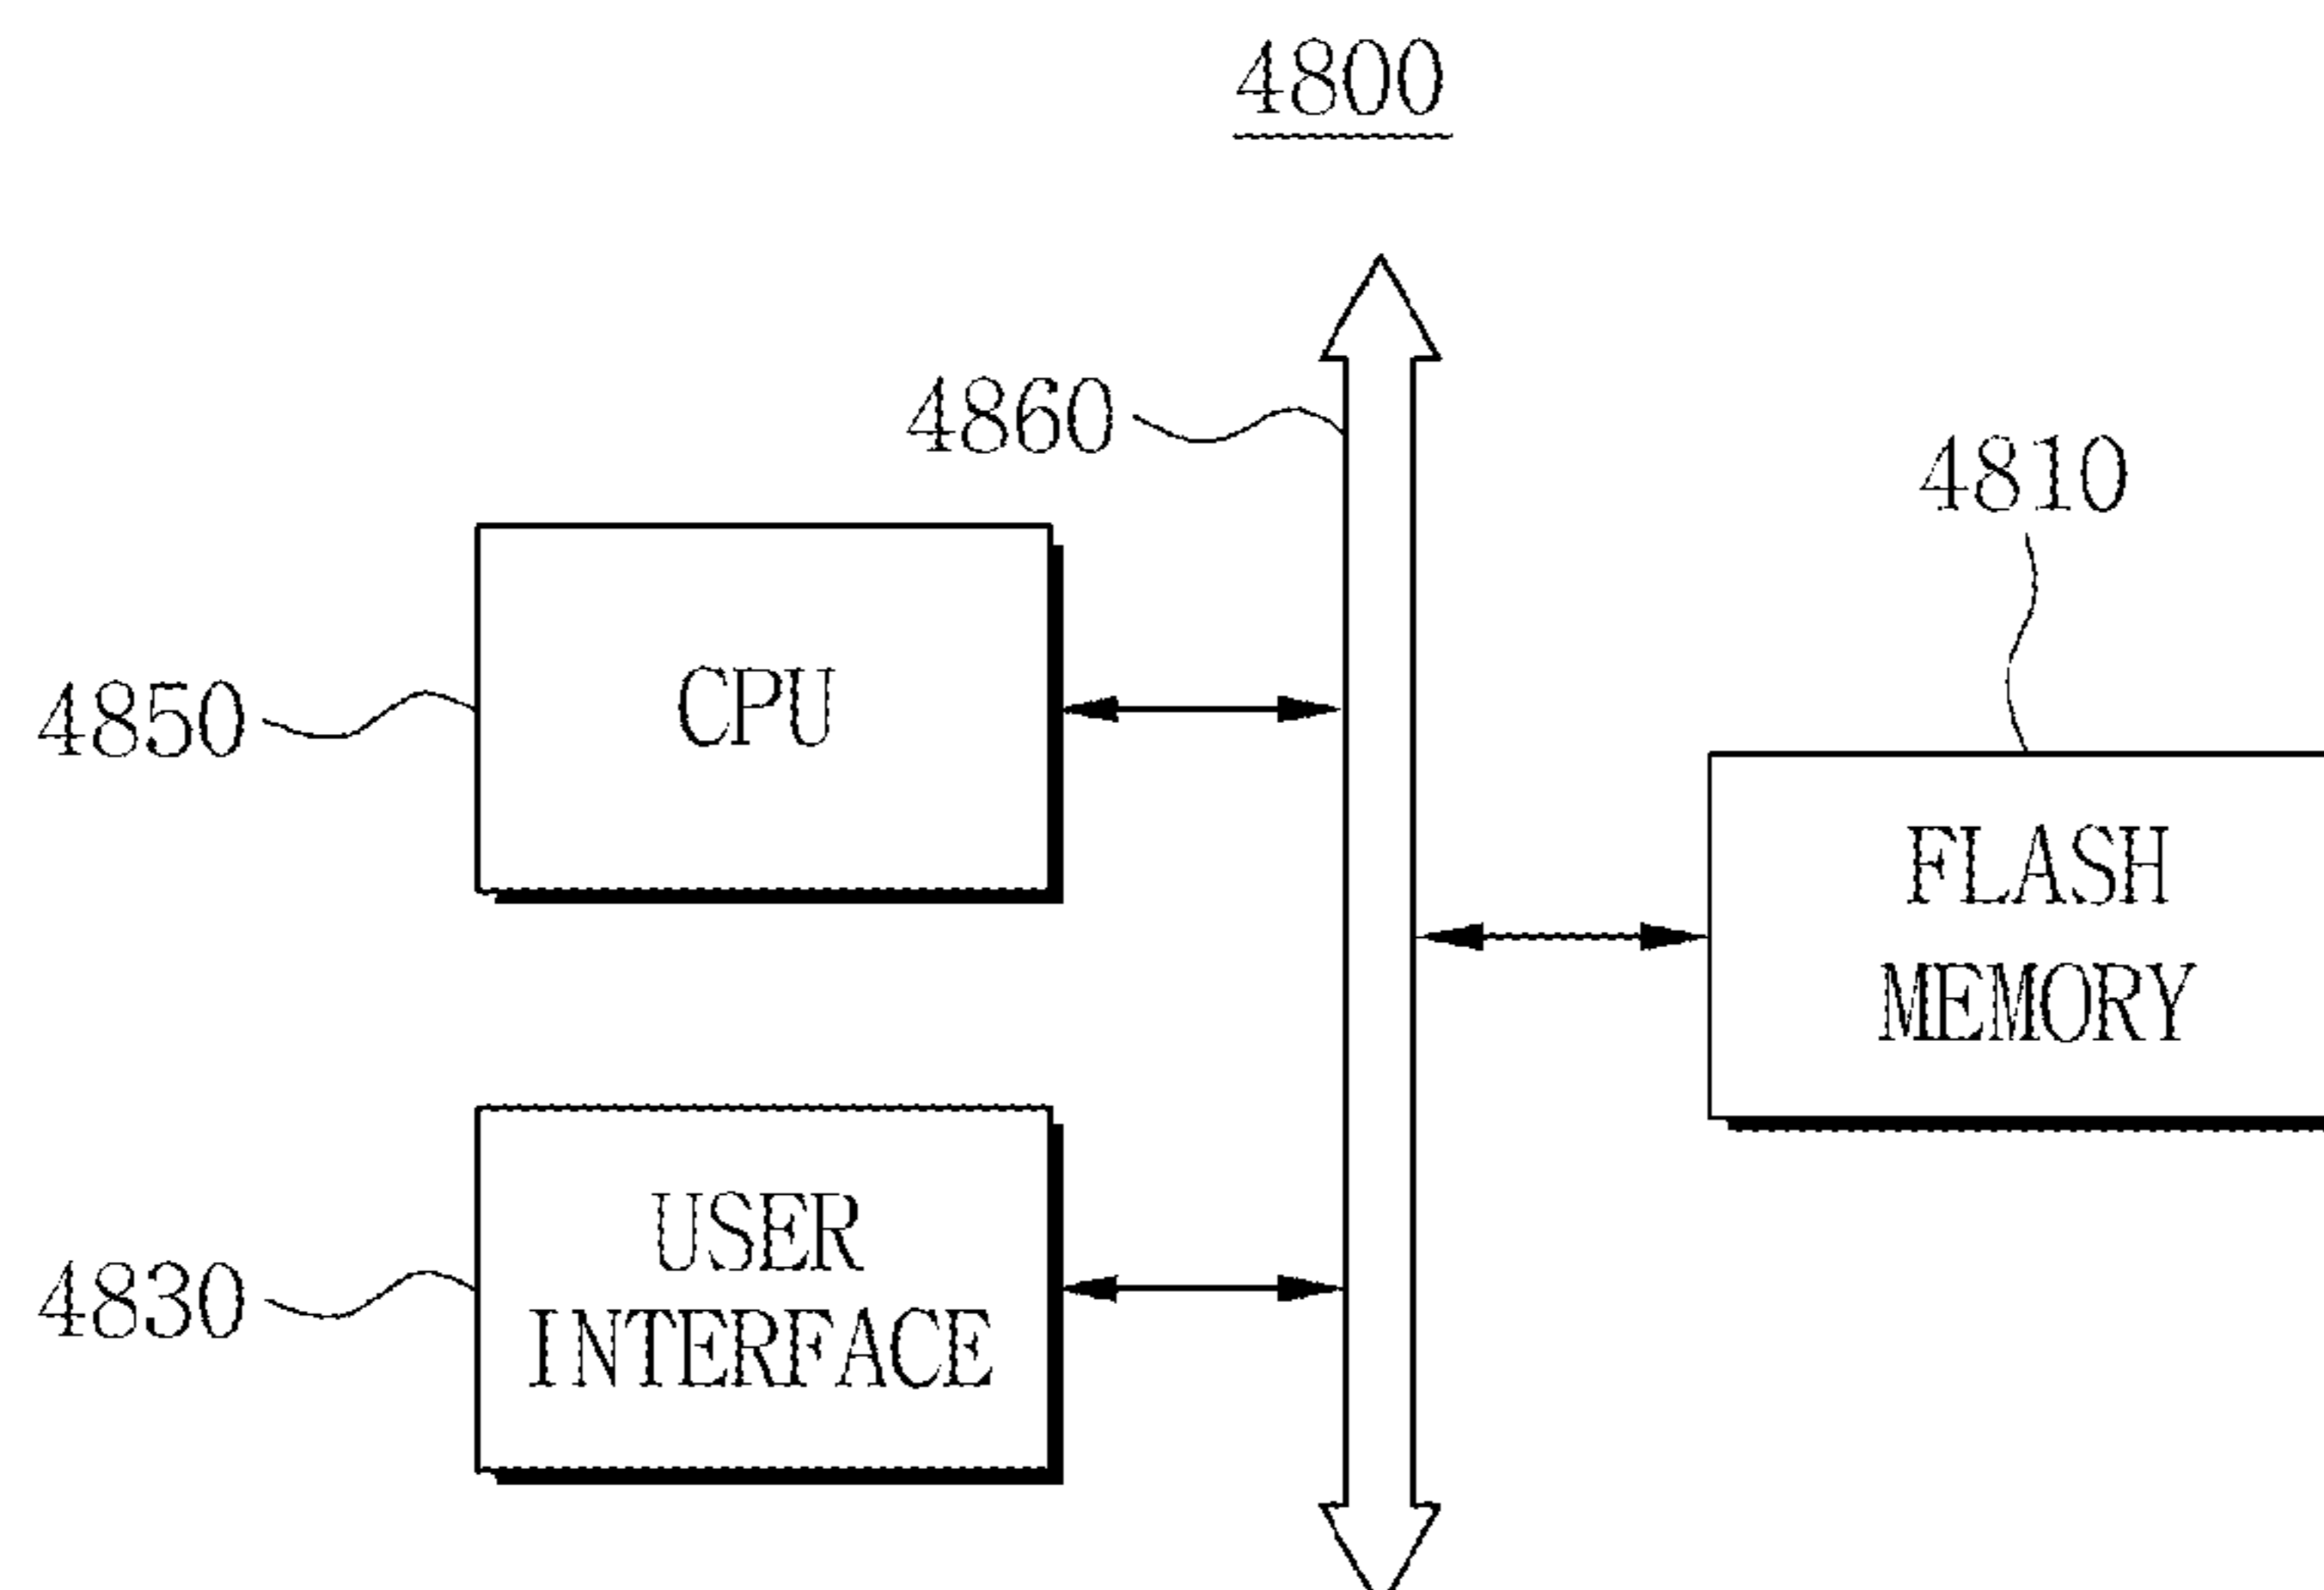 4800
4860
4810
CPU
4850
FLASH
MEMORY
USER
INTERFACE
4830